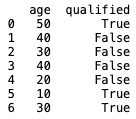 age qualified
0 50 True
1 40 False
2 30 False
3 40 False
4 20 False
5 10 True
6 30 True